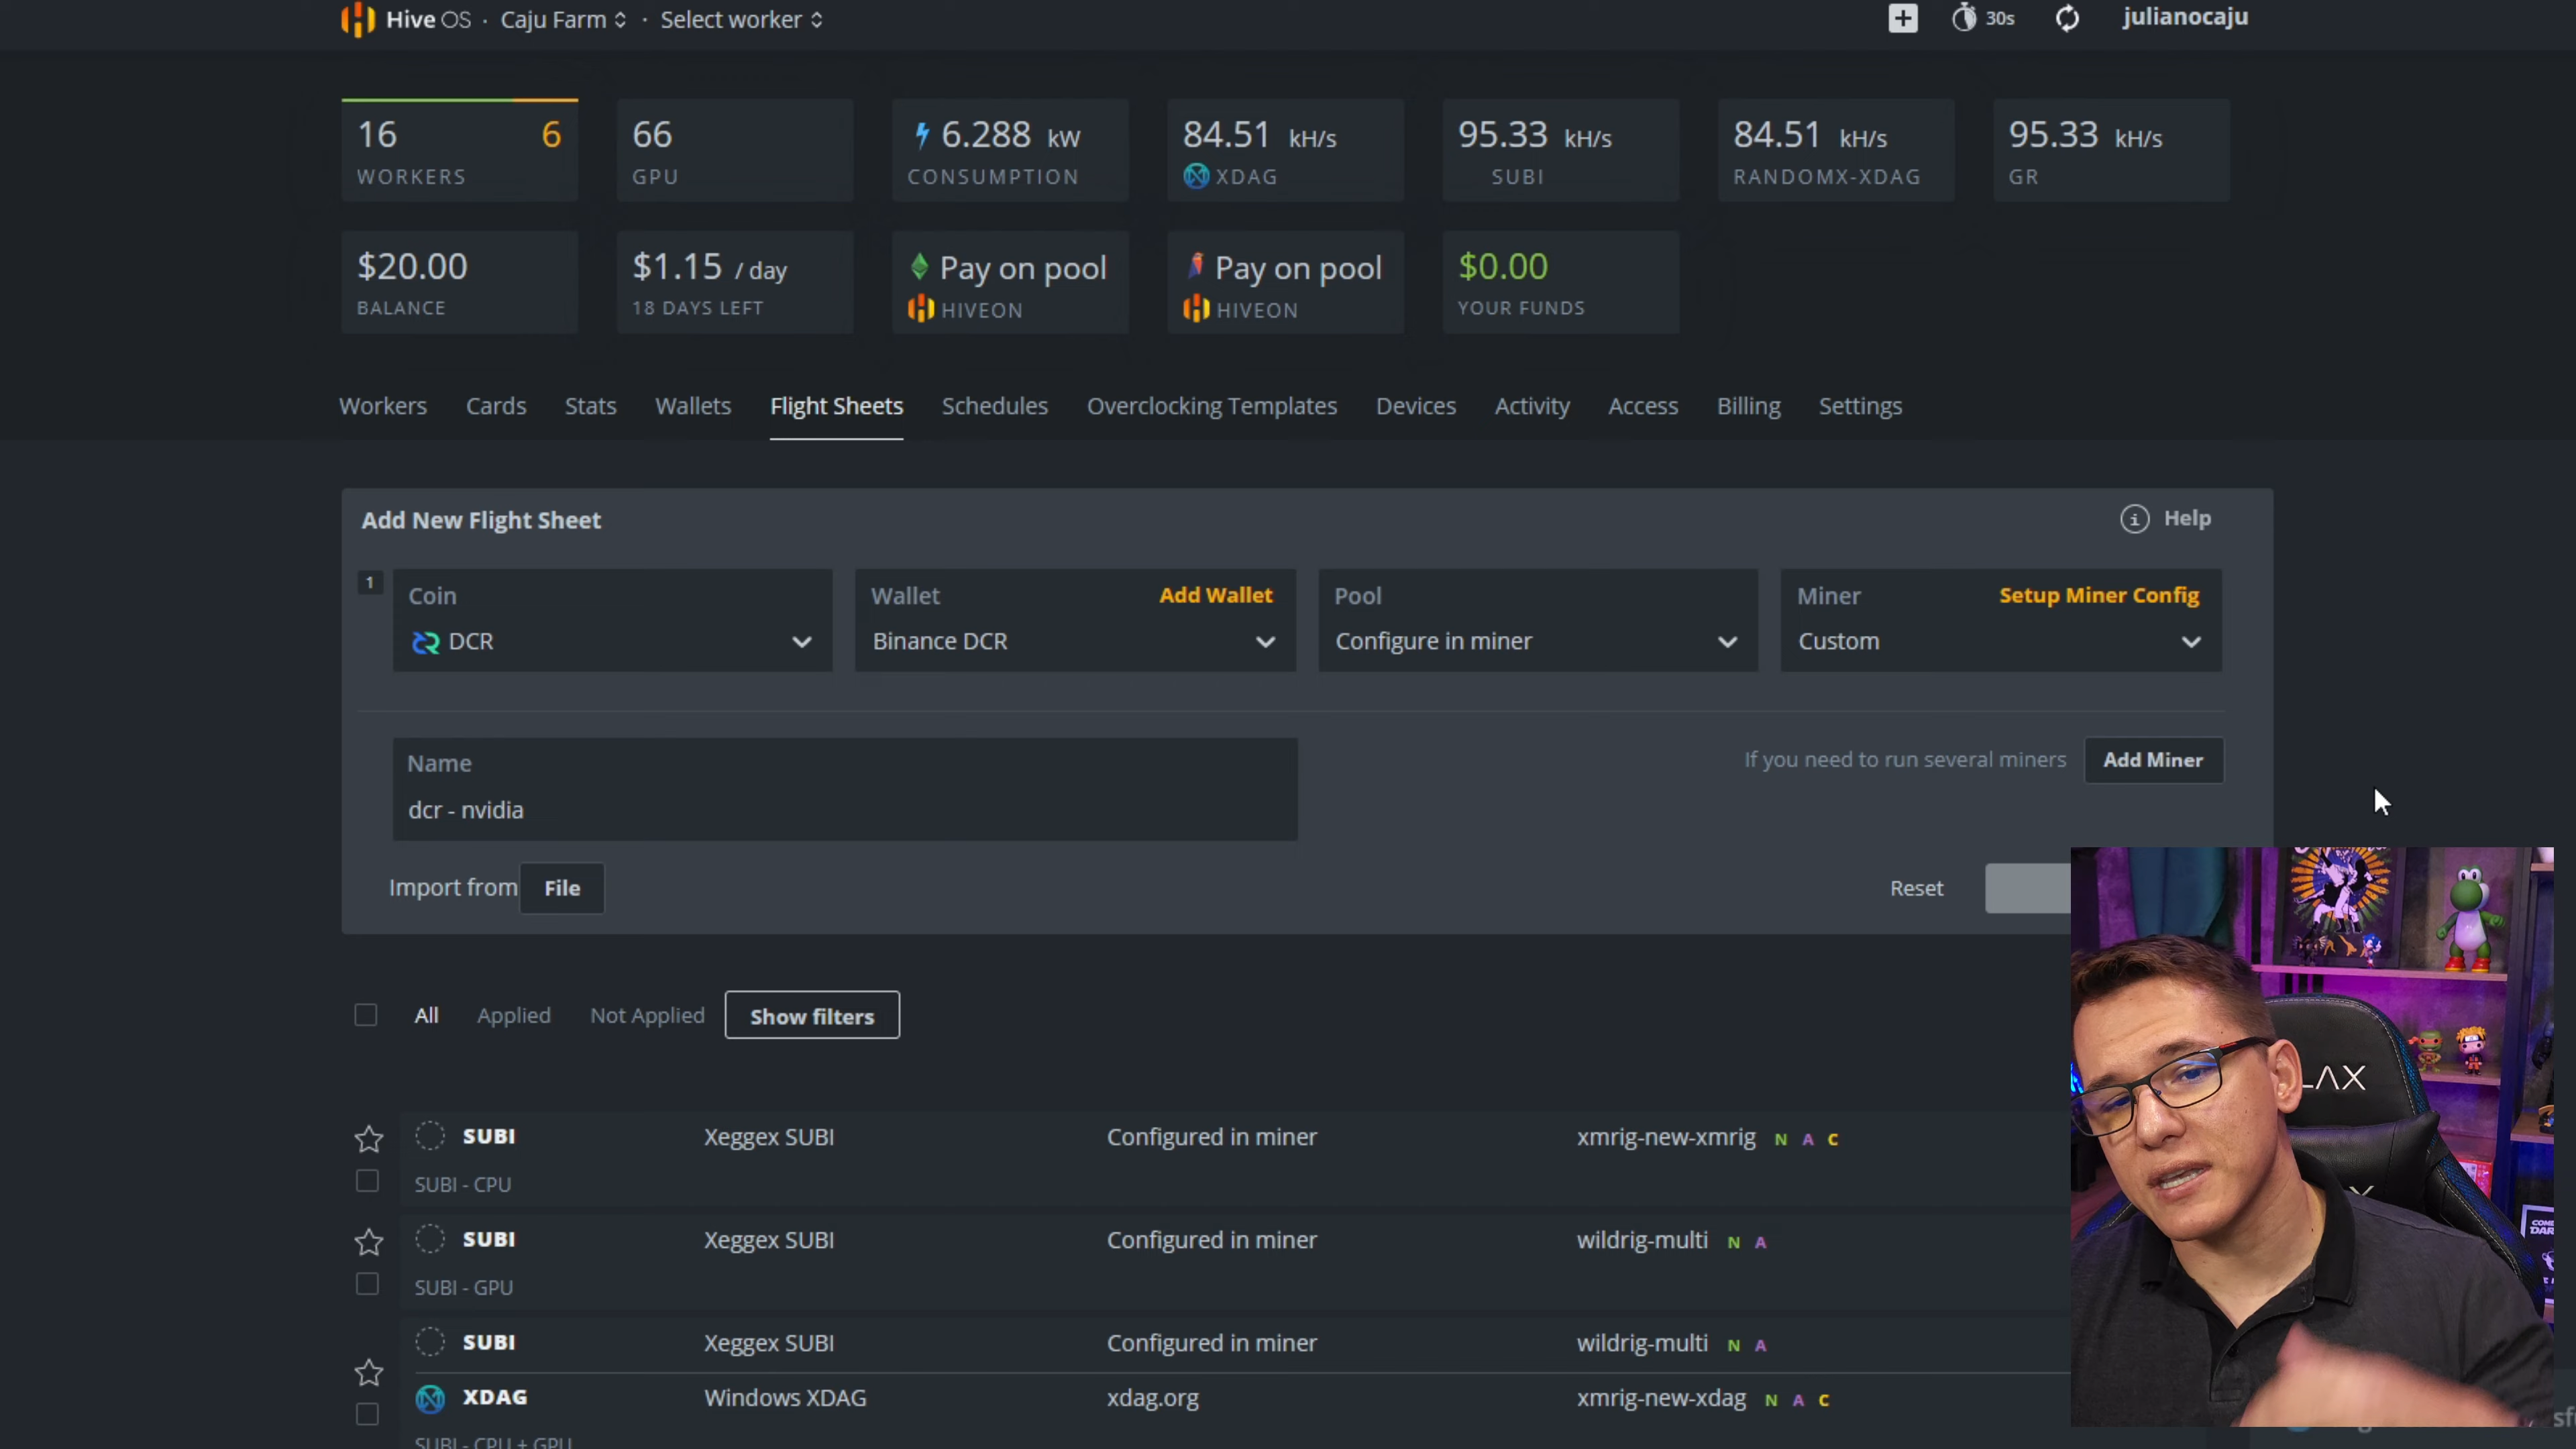 Hive OS · Caju Farm · Select worker
30s
julianocaju
16 6
WORKERS
66
GPU
6.288 kW
CONSUMPTION
84.51 kH/s
XDAG
95.33 kH/s
SUBI
84.51 kH/s
RANDOMX-XDAG
95.33 kH/s
GR
$20.00
BALANCE
$1.15 / day
18 DAYS LEFT
Pay on pool
HIVEON
Pay on pool
HIVEON
$0.00
YOUR FUNDS
Workers Cards Stats Wallets Flight Sheets Schedules Overclocking Templates Devices Activity Access Billing Settings
Add New Flight Sheet
Help
1
Coin
DCR
Wallet Add Wallet
Binance DCR
Pool
Configure in miner
Miner Setup Miner Config
Custom
Name
dcr - nvidia
If you need to run several miners Add Miner
Import from File
Reset
All Applied Not Applied Show filters
SUBI Xeggex SUBI Configured in miner xmrig-new-xmrig N A C
SUBI - CPU
SUBI Xeggex SUBI Configured in miner wildrig-multi N A
SUBI - GPU
SUBI Xeggex SUBI Configured in miner wildrig-multi N A
XDAG Windows XDAG xdag.org xmrig-new-xdag N A C
SUBI - CPU + GPU